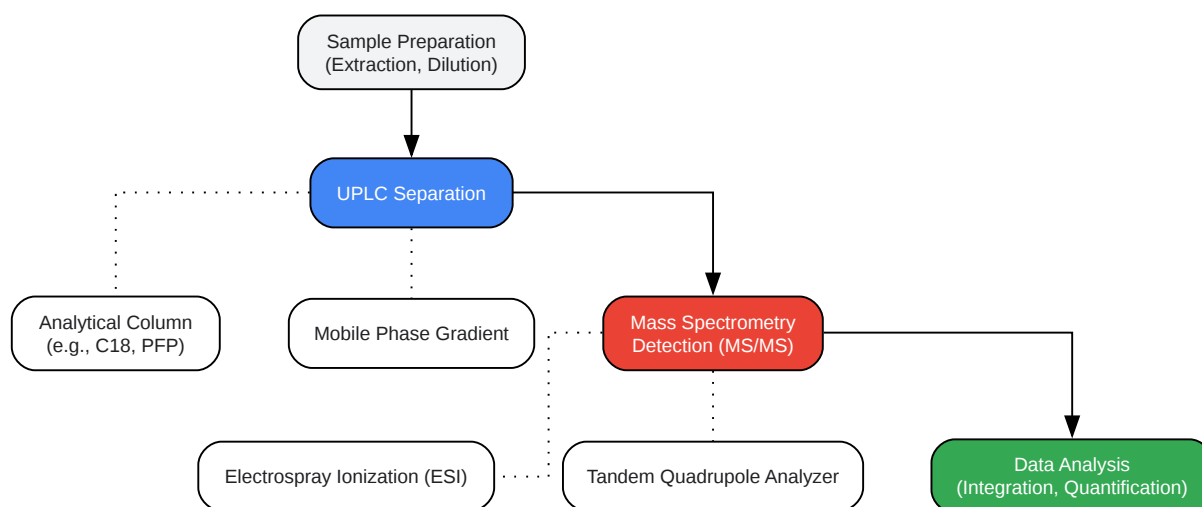 Sample Preparation
(Extraction, Dilution)
UPLC Separation
Analytical Column
(e.g., C18, PFP)
Mobile Phase Gradient
Mass Spectrometry
Detection (MS/MS)
Electrospray Ionization (ESI)
Tandem Quadrupole Analyzer
Data Analysis
(Integration, Quantification)